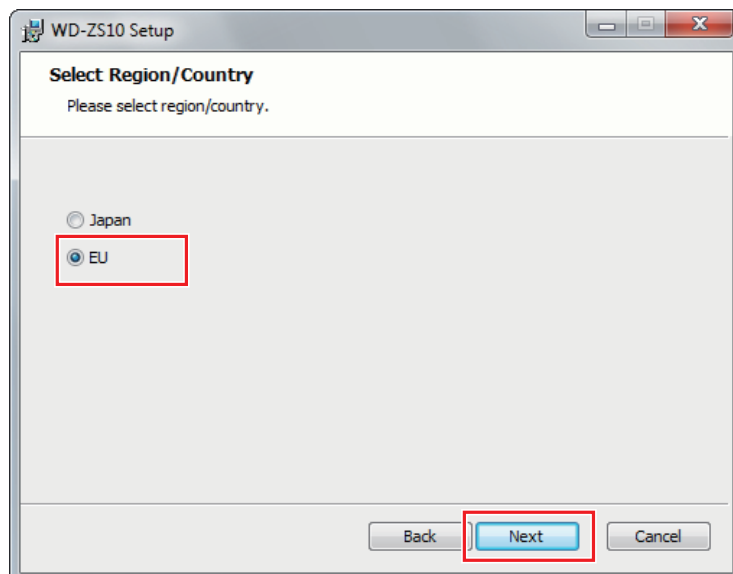 WD-ZS10 Setup
Select Region/Country
Please select region/country.
Japan
EU
Back Next Cancel